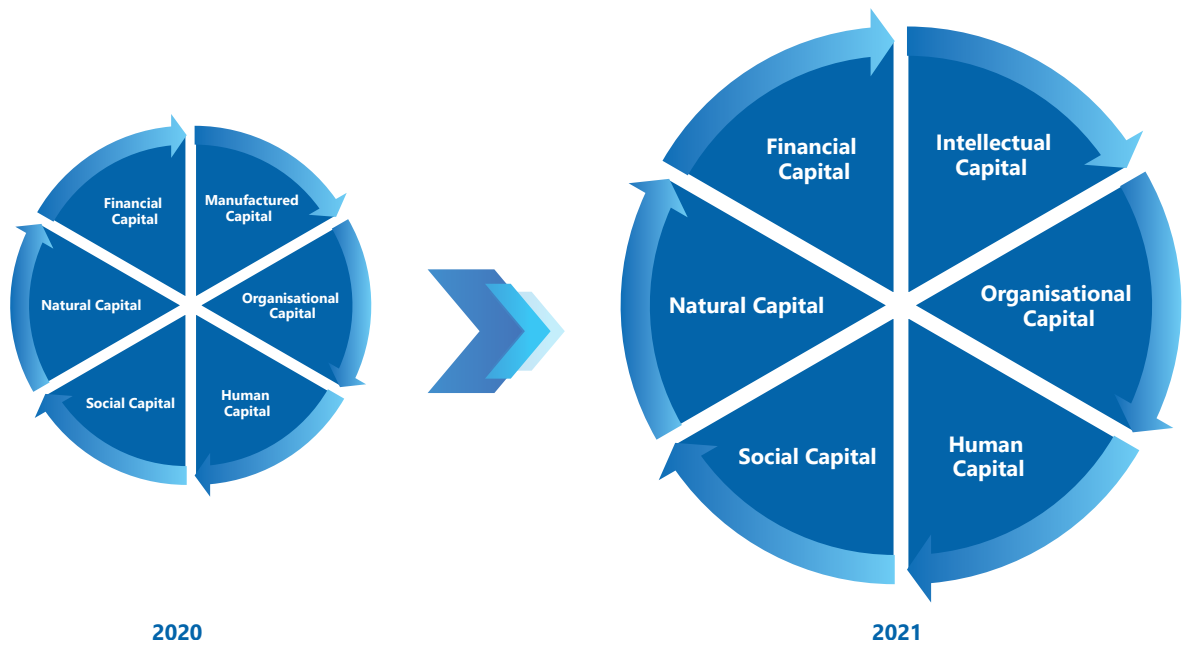 Financial
Capital
Manufactured
Capital
Natural Capital
Organisational
Capital
Social Capital
Human
Capital
2020
Financial
Capital
Intellectual
Capital
Natural Capital
Organisational
Capital
Social Capital
Human
Capital
2021